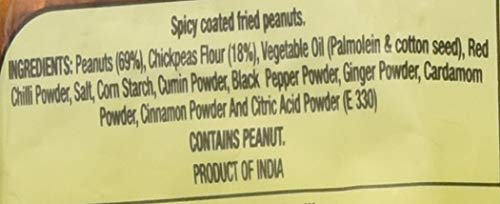 Spicy coated fried peanuts.
INGREDIENTS: Peanuts (69%), Chickpeas Flour (18%), Vegetable Oil (Palmolein & cotton seed), Red
Chilli Powder, Salt, Corn Starch, Cumin Powder, Black Pepper Powder, Ginger Powder, Cardamom
Powder, Cinnamon Powder And Citric Acid Powder (E 330)
CONTAINS PEANUT.
PRODUCT OF INDIA